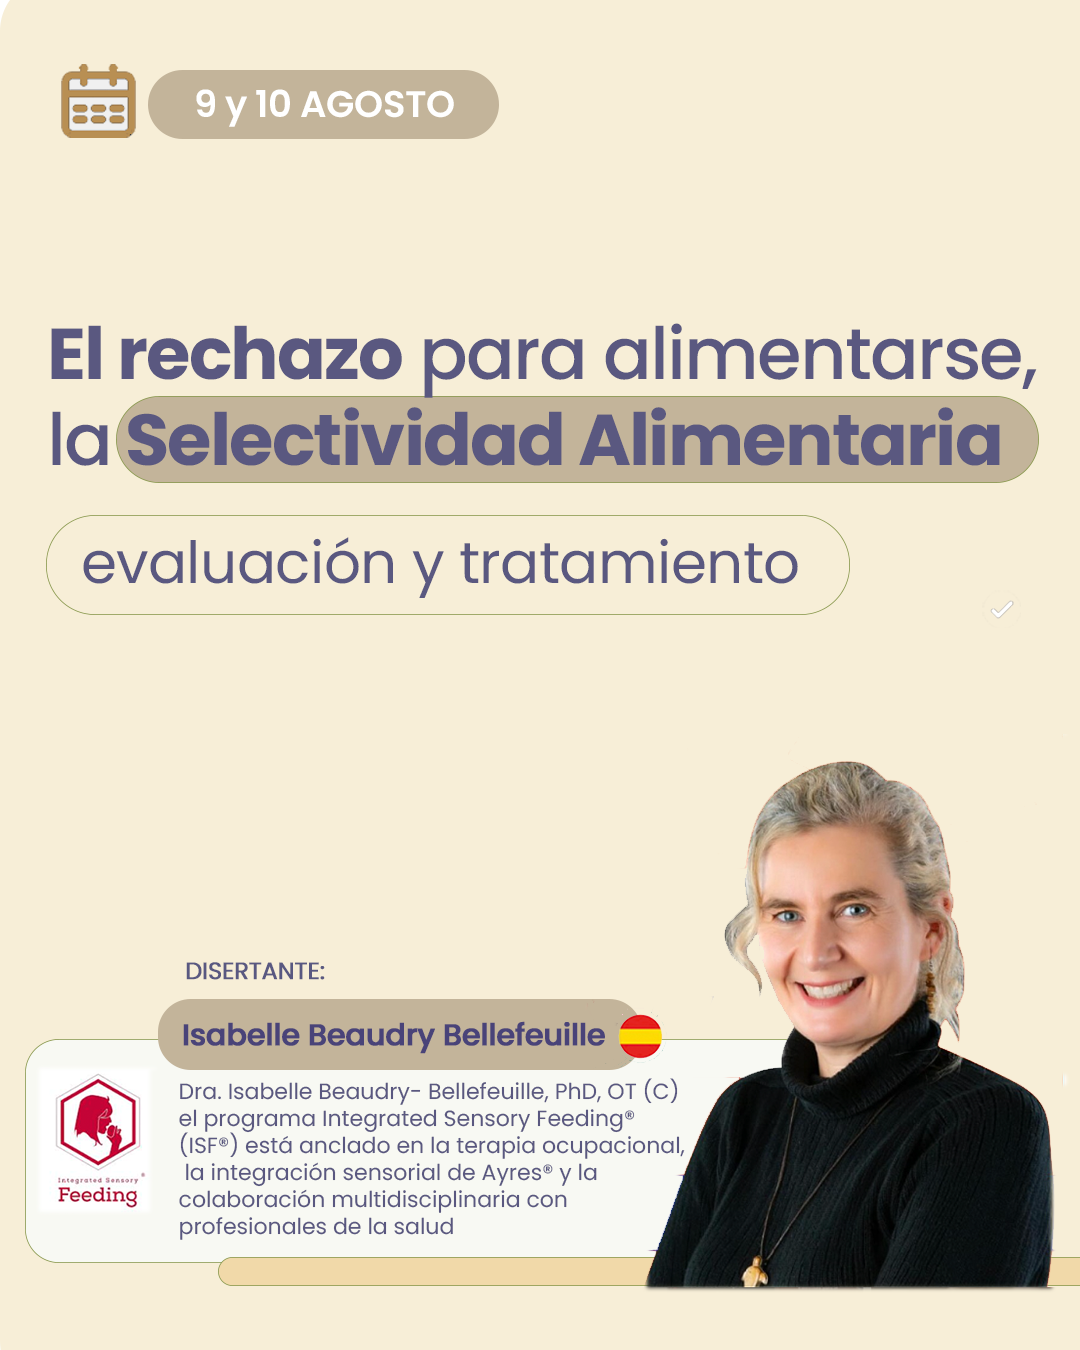 9 y 10 AGOSTO
El rechazo para alimentarse,
la Selectividad Alimentaria
evaluación y tratamiento
DISERTANTE:
Isabelle Beaudry Bellefeuille
Dra. Isabelle Beaudry- Bellefeuille, PhD, OT (C)
el programa Integrated Sensory Feeding®
(ISF®) está anclado en la terapia ocupacional,
la integración sensorial de Ayres® y la
colaboración multidisciplinaria con
profesionales de la salud
Integrated Sensory ®
Feeding